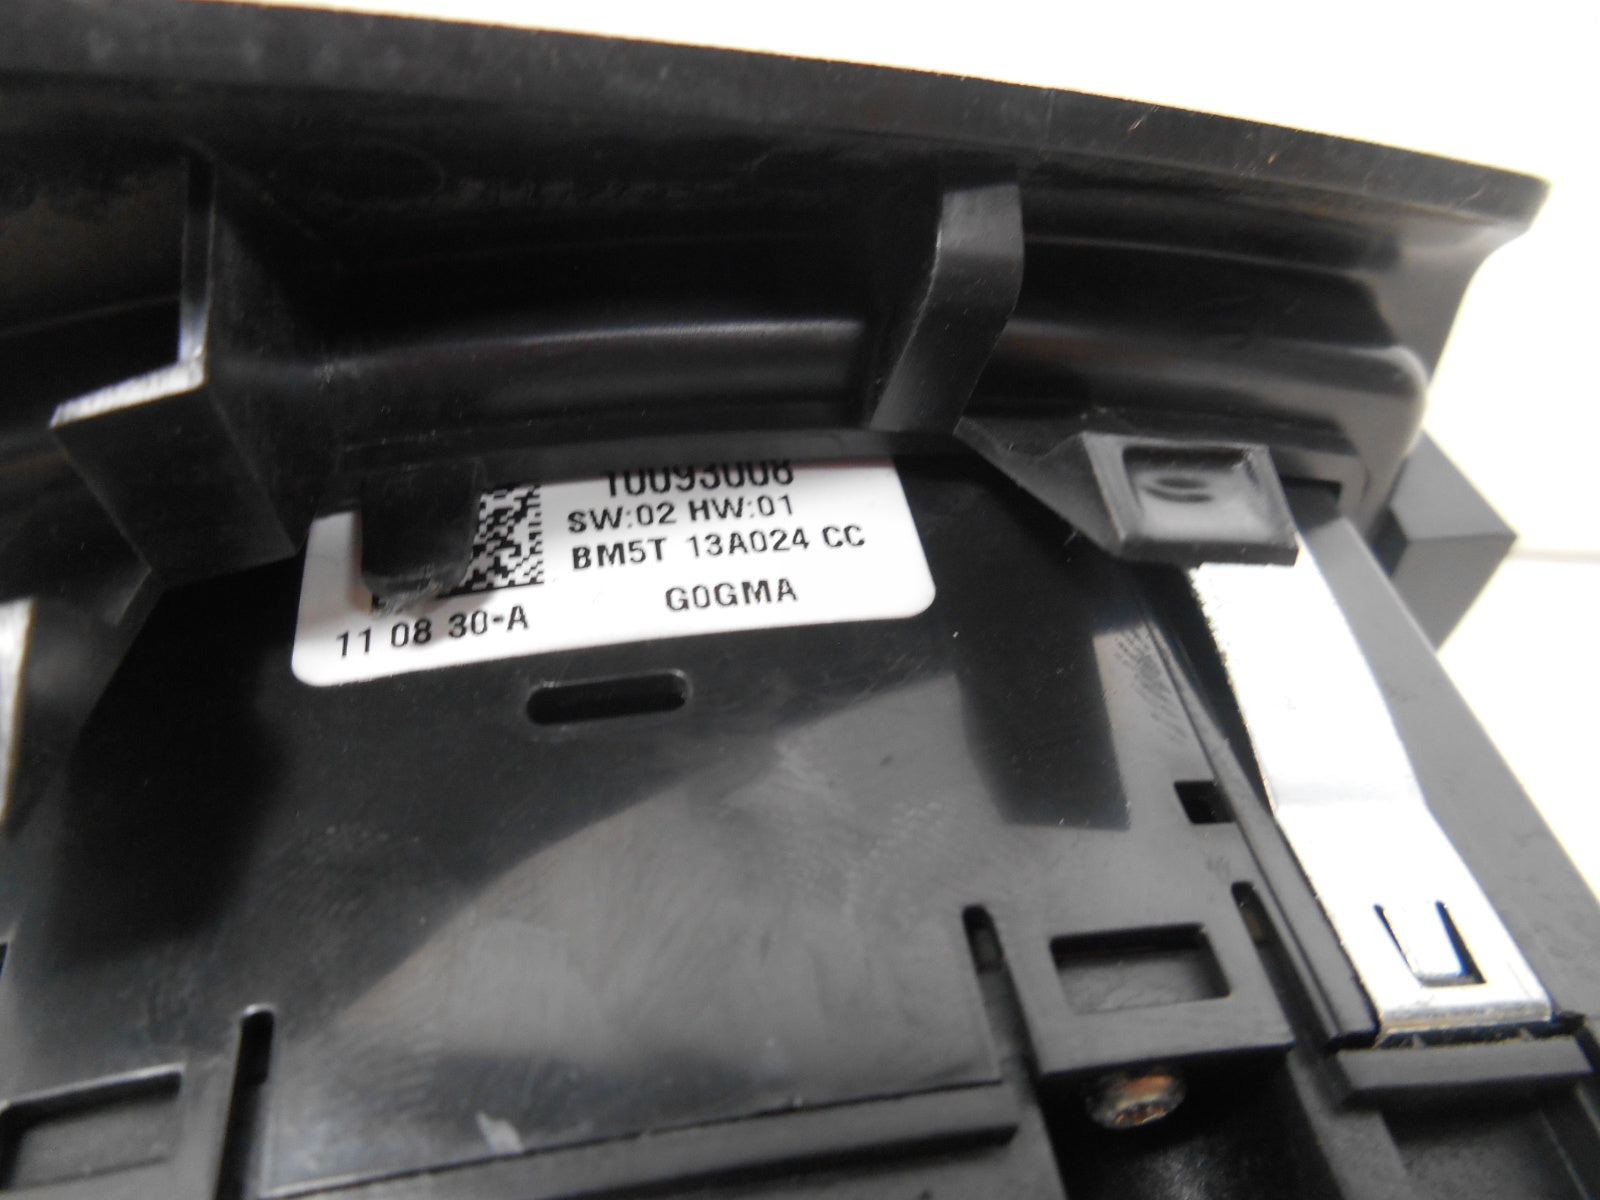 10093008
SW:02 HW:01
BM5T 13A024 CC
G0GMA
11 08 30-A